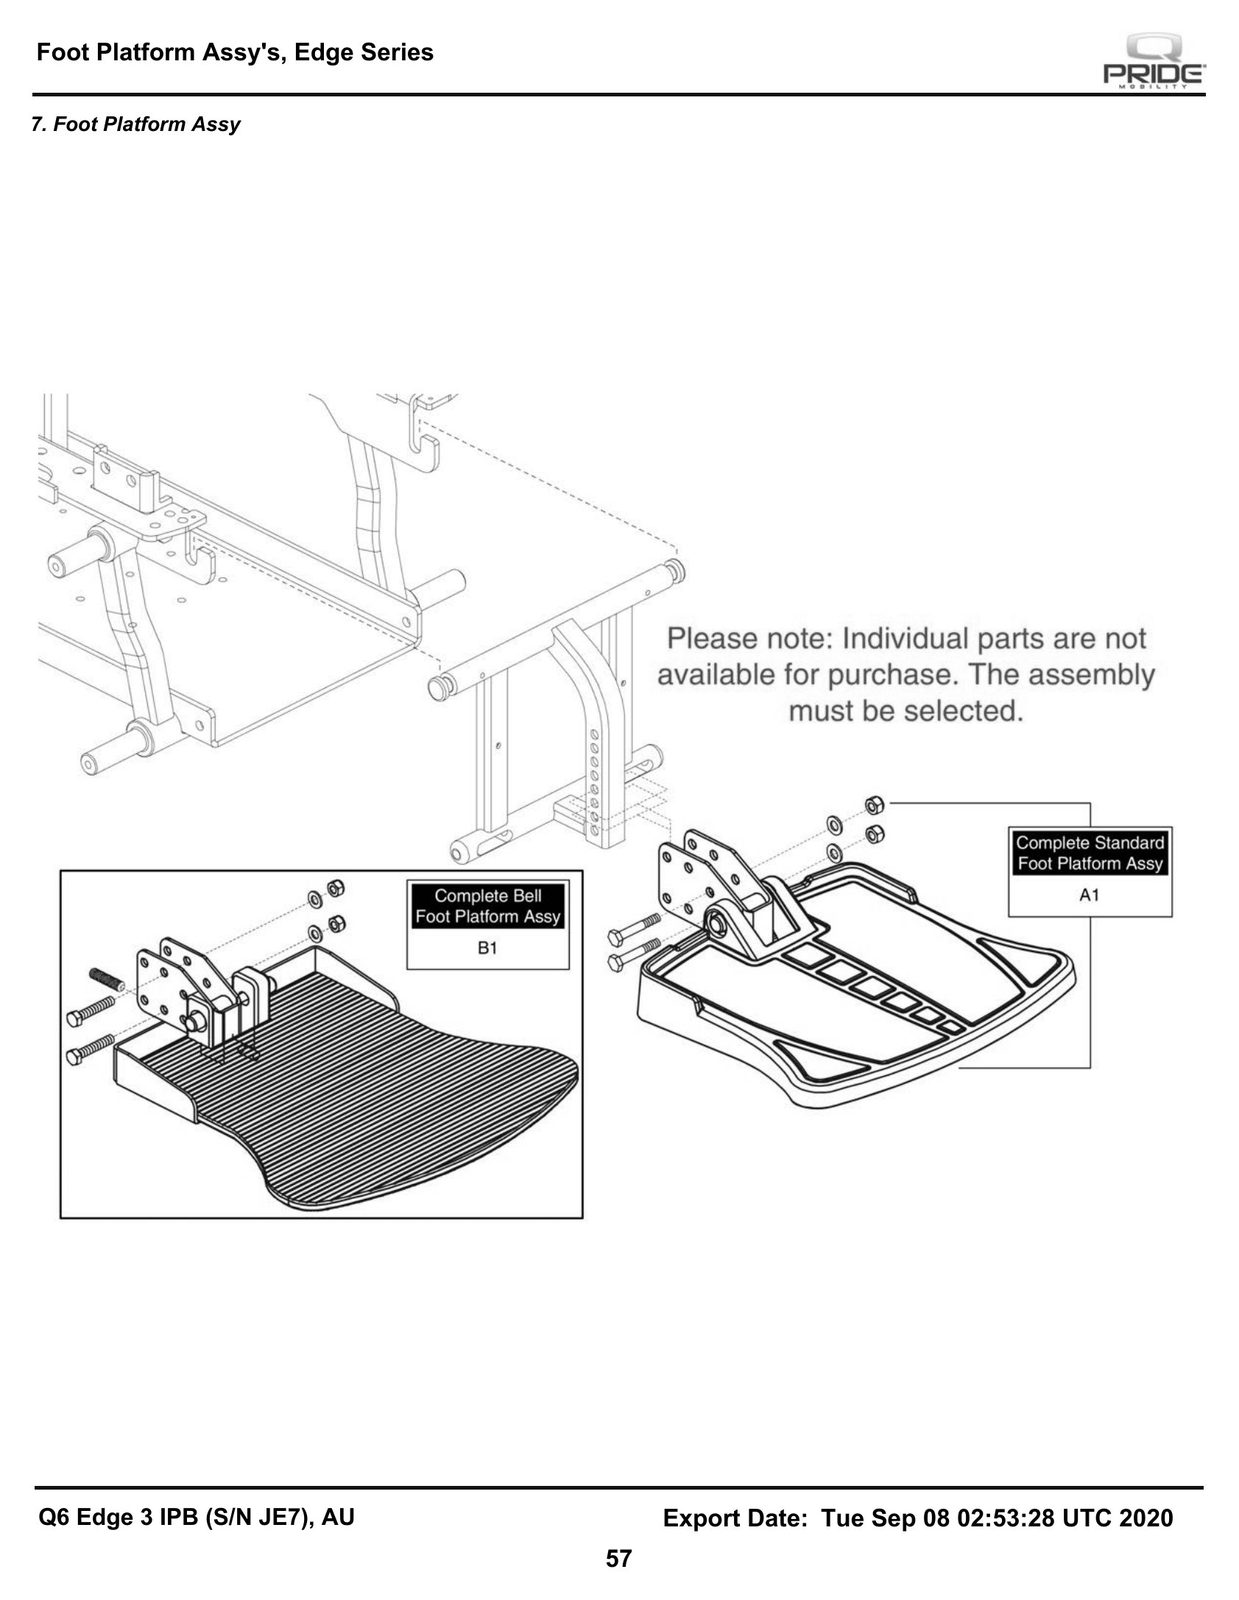 Foot Platform Assy's, Edge Series
Q
PRIDE
MOBILITY
7. Foot Platform Assy
Please note: Individual parts are not
available for purchase. The assembly
must be selected.
Complete Standard
Foot Platform Assy
A1
Complete Bell
Foot Platform Assy
B1
Q6 Edge 3 IPB (S/N JE7), AU
Export Date:  Tue Sep 08 02:53:28 UTC 2020
57